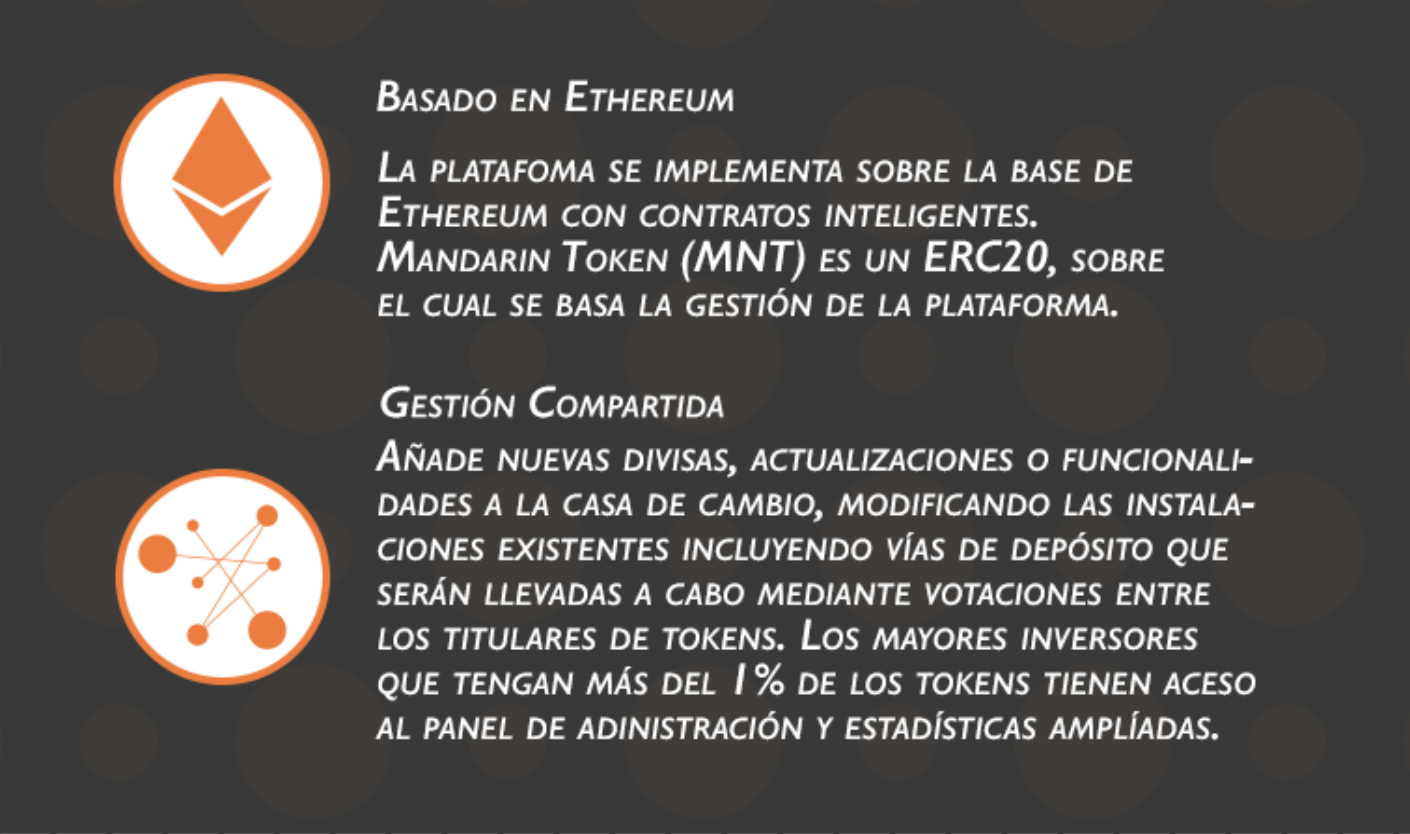 Basado en Ethereum
La platafoma se implementa sobre la base de
Ethereum con contratos inteligentes.
Mandarin Token (MNT) es un ERC20, sobre
el cual se basa la gestión de la plataforma.
Gestión Compartida
Añade nuevas divisas, actualizaciones o funcionali-
dades a la casa de cambio, modificando las instala-
ciones existentes incluyendo vías de depósito que
serán llevadas a cabo mediante votaciones entre
los titulares de tokens. Los mayores inversores
que tengan más del 1% de los tokens tienen aceso
al panel de adinistración y estadísticas amplíadas.